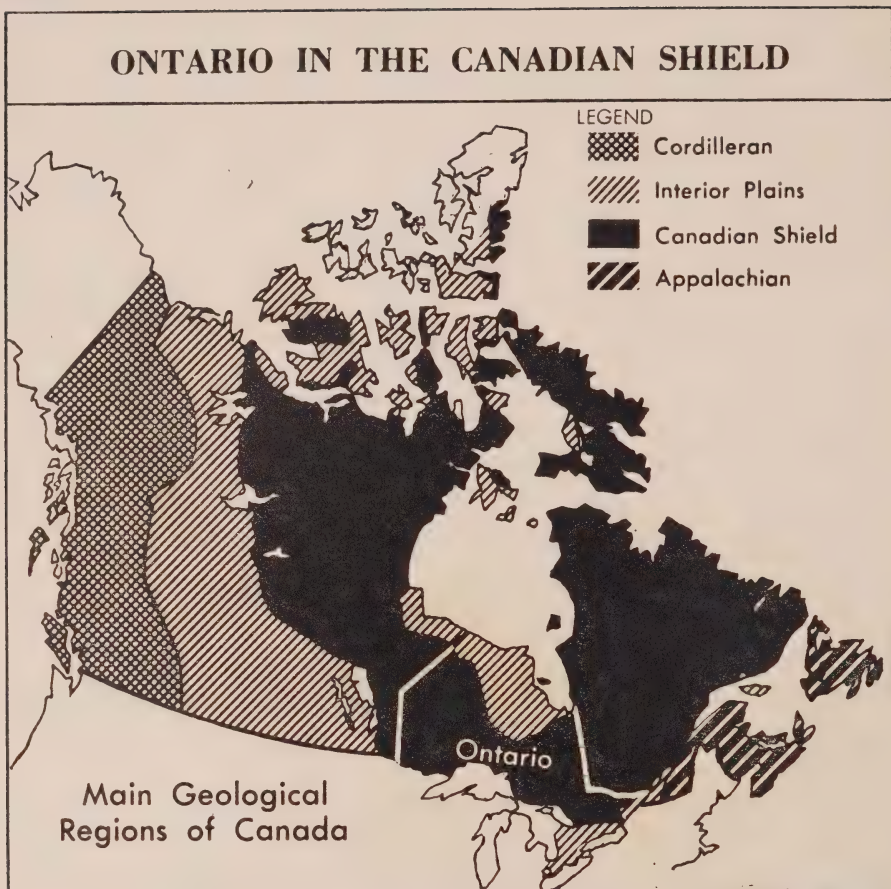 ONTARIO IN THE CANADIAN SHIELD
LEGEND
Cordilleran
Interior Plains
Canadian Shield
Appalachian
Ontario
Main Geological
Regions of Canada